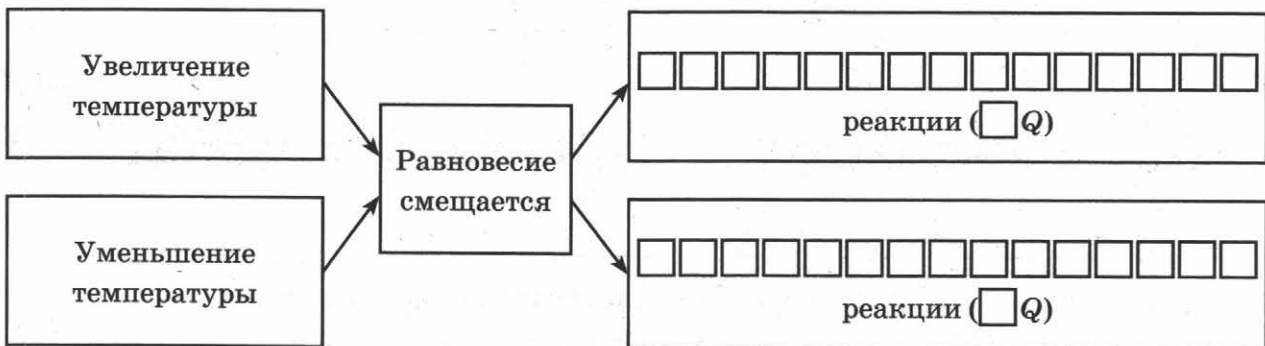 Увеличение
температуры
Уменьшение
температуры
Равновесие
смещается
реакции (□Q)
реакции (□Q)